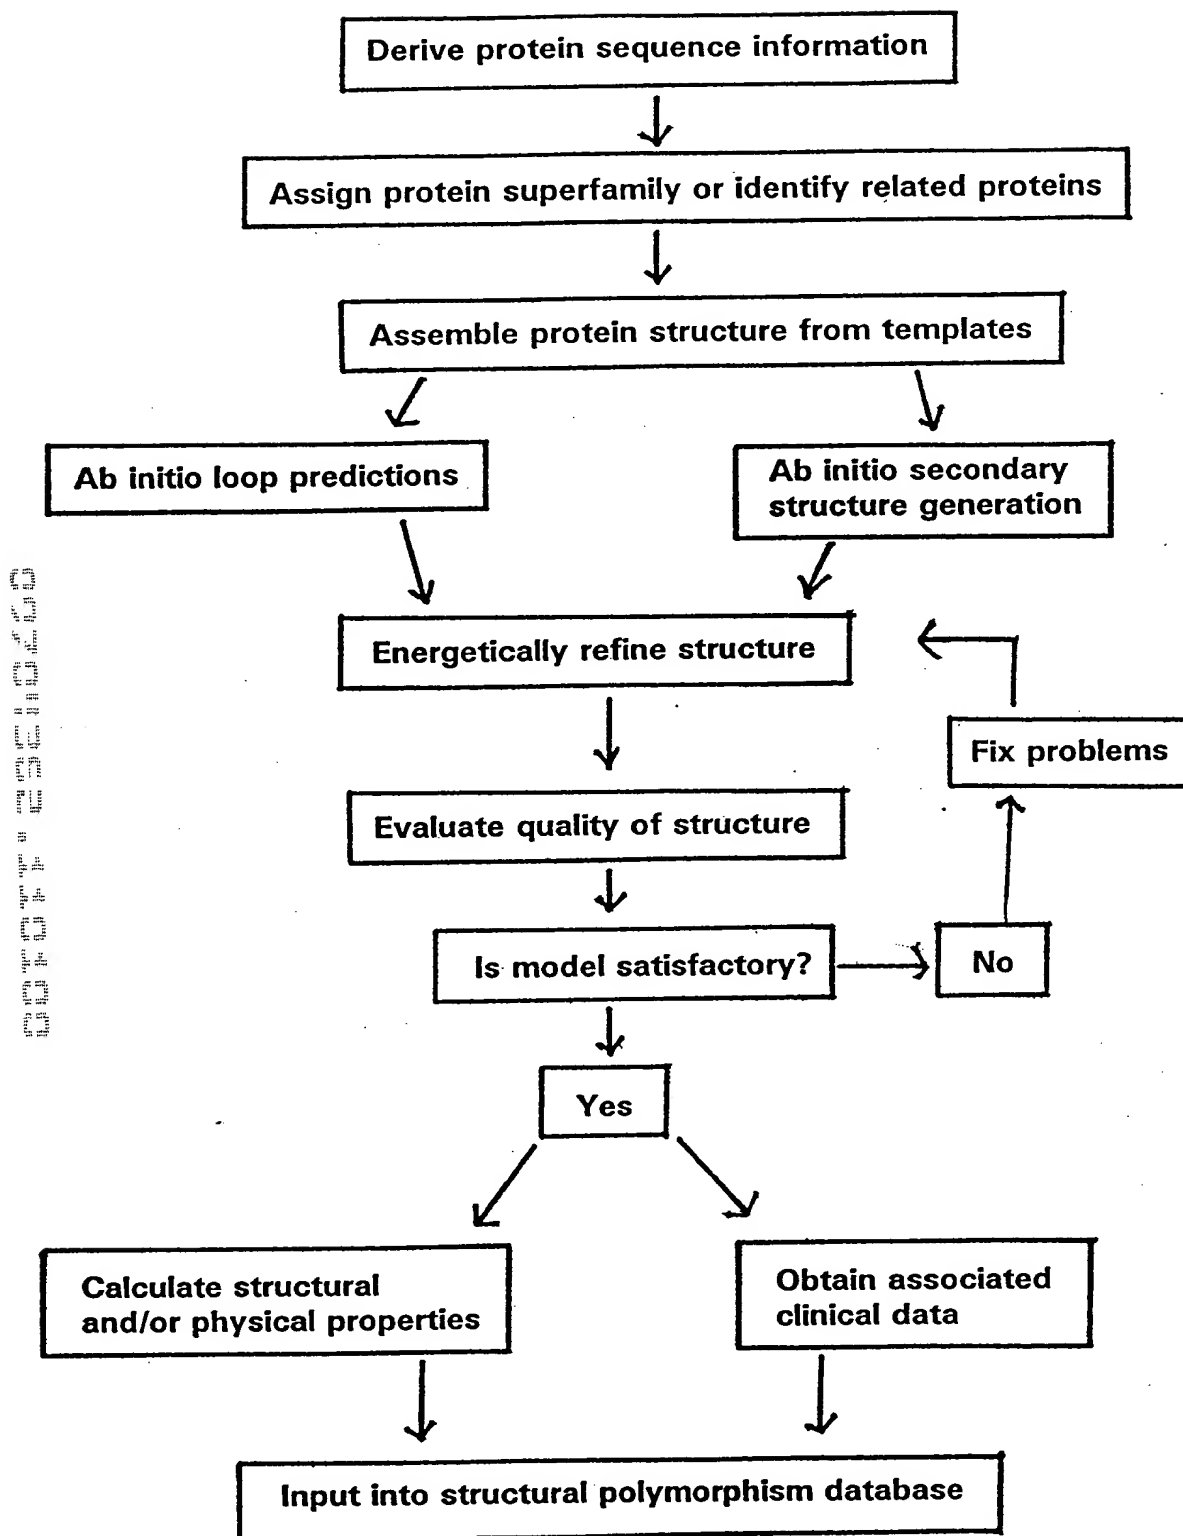 Derive protein sequence information
Assign protein superfamily or identify related proteins
Assemble protein structure from templates
Ab initio loop predictions
Ab initio secondary
structure generation
Energetically refine structure
Fix problems
Evaluate quality of structure
Is model satisfactory?
No
Yes
Calculate structural
and/or physical properties
Obtain associated
clinical data
Input into structural polymorphism database